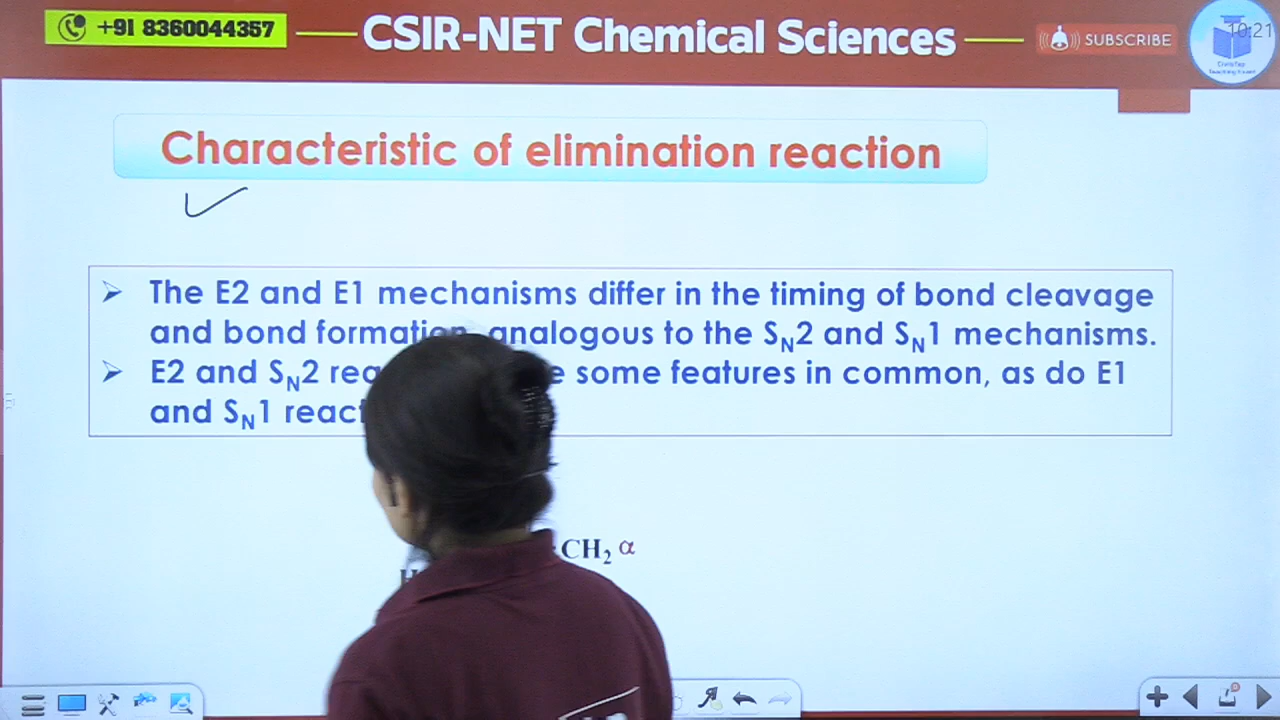 +91 8360044357
CSIR-NET Chemical Sciences
SUBSCRIBE
10:21
Characteristic of elimination reaction
➢ The E2 and E1 mechanisms differ in the timing of bond cleavage
and bond analogous to the SN2 and SN1 mechanisms.
➢ E2 and SN2 some features in common, as do E1
and SN1
CH2 α